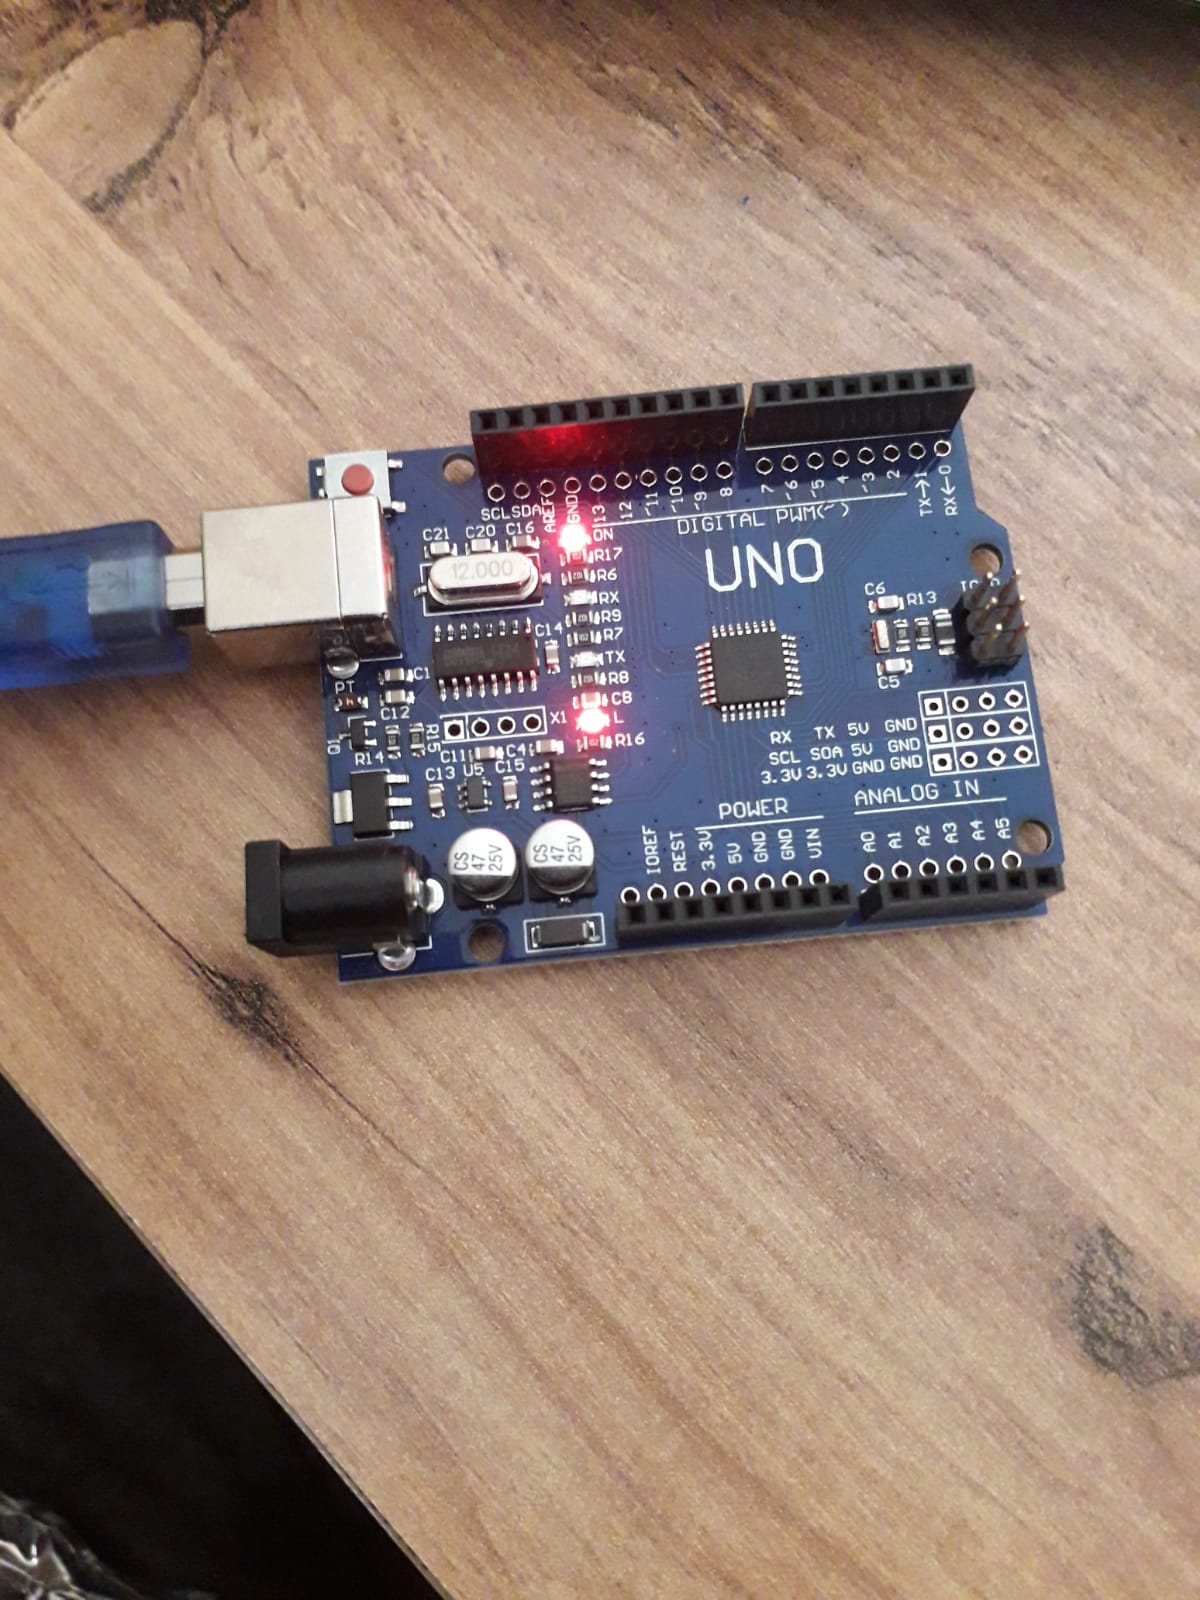 SCL SDA AREF GND 13 12 ~11 ~10 ~9 8 7 ~6 ~5 4 ~3 2 TX→1 RX←0
DIGITAL PWM(~)
C21 C20 C16 ON
R17
12.000
UNO
R6
RX
C6 R13
R9
C14 R7
TX
C5
C1 R8
PT
C8
C12
X1 L
R16
Q1 R15
R14
C11 C4
C13 U5 C15
RX TX 5V GND
SCL SOA 5V GND
3.3V 3.3V GND GND
POWER
ANALOG IN
IOREF REST 3.3V 5V GND GND VIN A0 A1 A2 A3 A4 A5
CS
47
25V
CS
47
25V